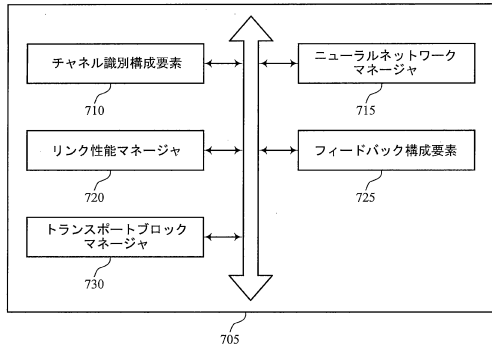 チャネル識別構成要素
710
ニューラルネットワーク
マネージャ
715
リンク性能マネージャ
720
フィードバック構成要素
725
トランスポートブロック
マネージャ
730
705